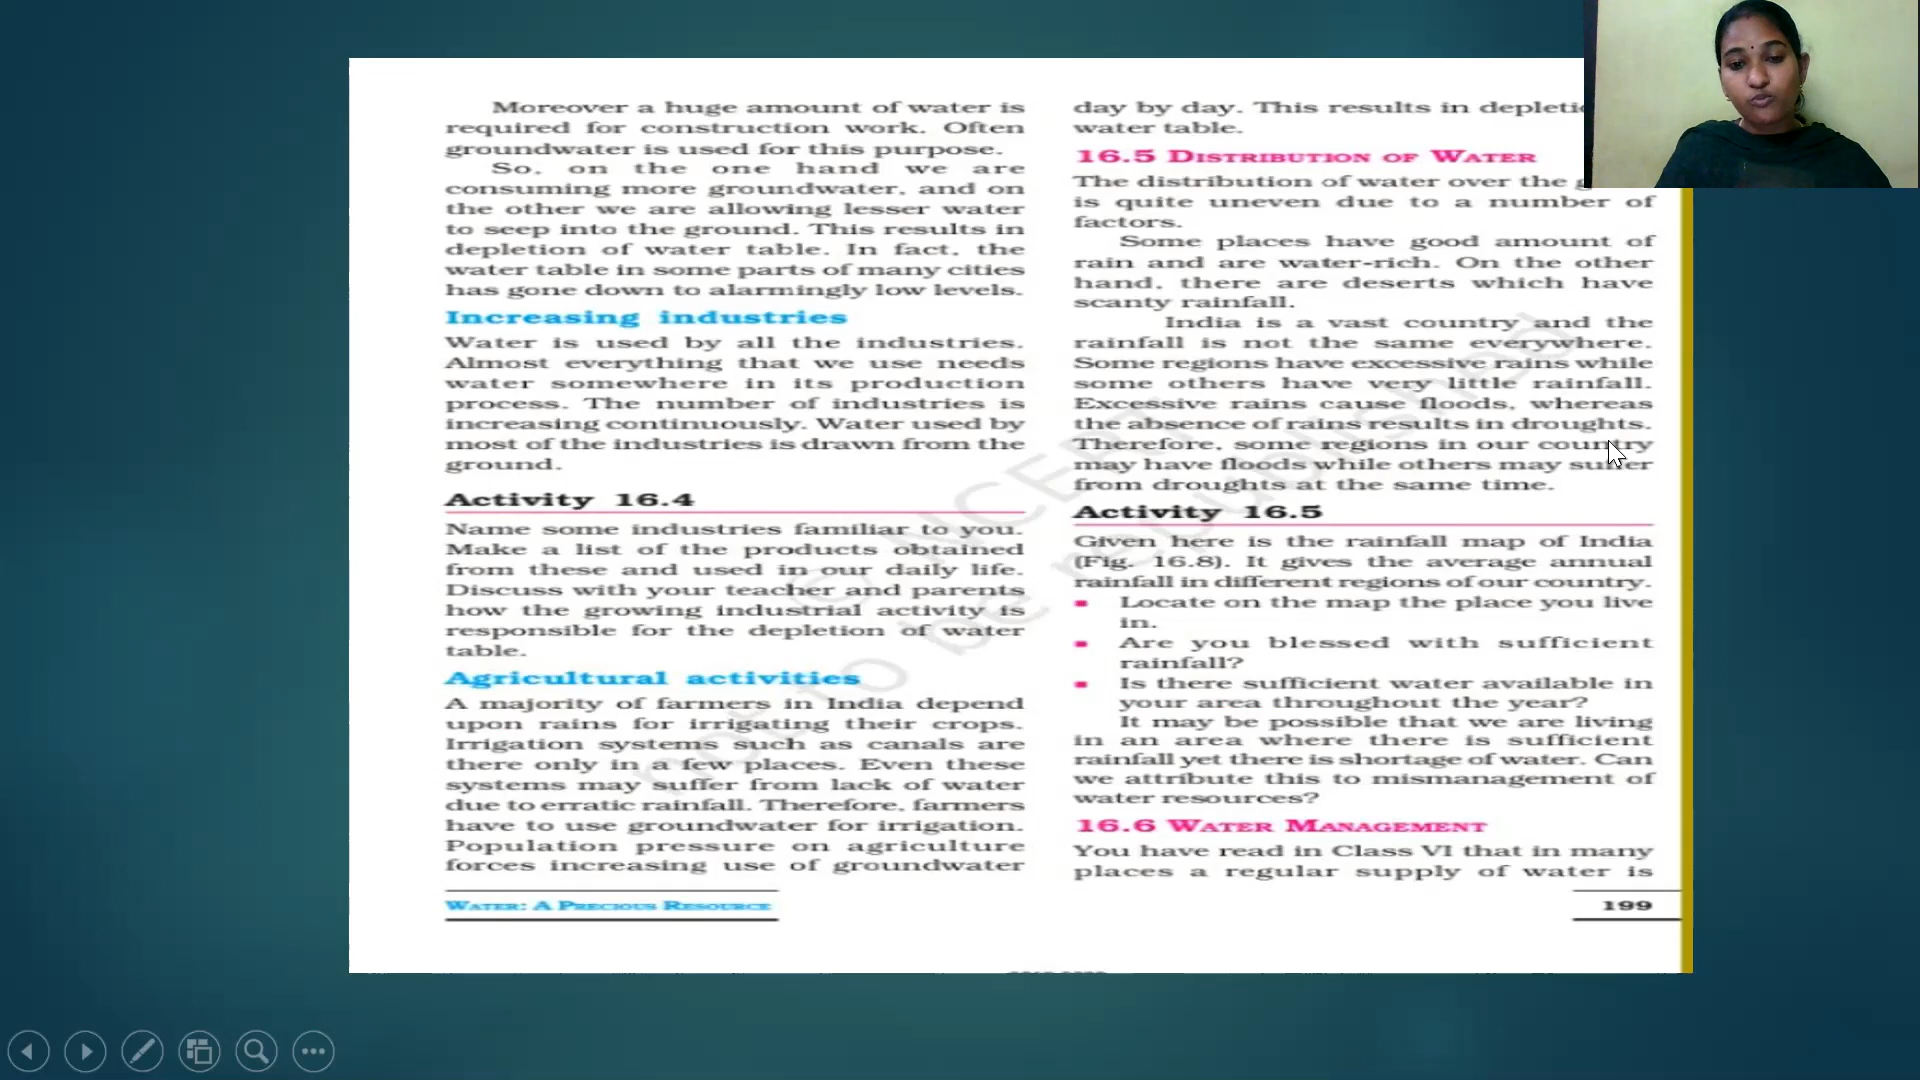 Moreover a huge amount of water is
required for construction work. Often
groundwater is used for this purpose.
So, on the one hand we are
consuming more groundwater, and on
the other we are allowing lesser water
to seep into the ground. This results in
depletion of water table. In fact, the
water table in some parts of many cities
has gone down to alarmingly low levels.
Increasing industries
Water is used by all the industries.
Almost everything that we use needs
water somewhere in its production
process. The number of industries is
increasing continuously. Water used by
most of the industries is drawn from the
ground.
Activity 16.4
Name some industries familiar to you.
Make a list of the products obtained
from these and used in our daily life.
Discuss with your teacher and parents
how the growing industrial activity is
responsible for the depletion of water
table.
Agricultural activities
A majority of farmers in India depend
upon rains for irrigating their crops.
Irrigation systems such as canals are
there only in a few places. Even these
systems may suffer from lack of water
due to erratic rainfall. Therefore, farmers
have to use groundwater for irrigation.
Population pressure on agriculture
forces increasing use of groundwater
day by day. This results in
water table.
16.5 DISTRIBUTION OF WATER
The distribution of water over the
is quite uneven due to a number of
factors.
Some places have good amount of
rain and are water-rich. On the other
hand, there are deserts which have
scanty rainfall.
India is a vast country and the
rainfall is not the same everywhere.
Some regions have excessive rains while
some others have very little rainfall.
Excessive rains cause floods, whereas
the absence of rains results in droughts.
Therefore, some regions in our country
may have floods while others may suffer
from droughts at the same time.
Activity 16.5
Given here is the rainfall map of India
(Fig. 16.8). It gives the average annual
rainfall in different regions of our country.
Locate on the map the place you live
in.
Are you blessed with sufficient
rainfall?
Is there sufficient water available in
your area throughout the year?
It may be possible that we are living
in an area where there is sufficient
rainfall yet there is shortage of water. Can
we attribute this to mismanagement of
water resources?
16.6 WATER MANAGEMENT
You have read in Class VI that in many
places a regular supply of water is
WATER: A PRECIOUS RESOURCE
199
© NCERT
not to be republished